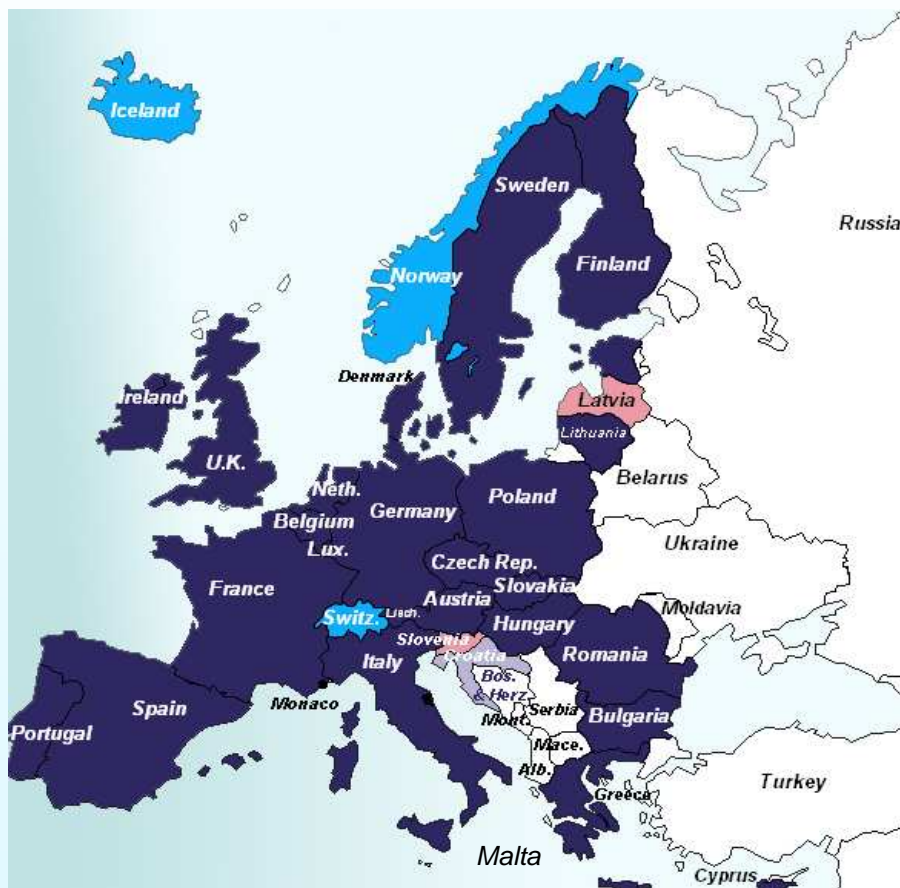 Iceland
Sweden
Russia
Finland
Norway
Denmark
Ireland
Latvia
Lithuania
U.K.
Belarus
Neth.
Poland
Germany
Belgium
Ukraine
Lux.
Czech Rep.
Slovakia
France
Austria
Moldavia
Liech.
Switz.
Hungary
Slovenia
Croatia
Romania
Italy
Bos.
& Herz
Monaco
Spain
Serbia
Bulgaria
Mont.
Portugal
Mace.
Alb.
Turkey
Greece
Malta
Cyprus